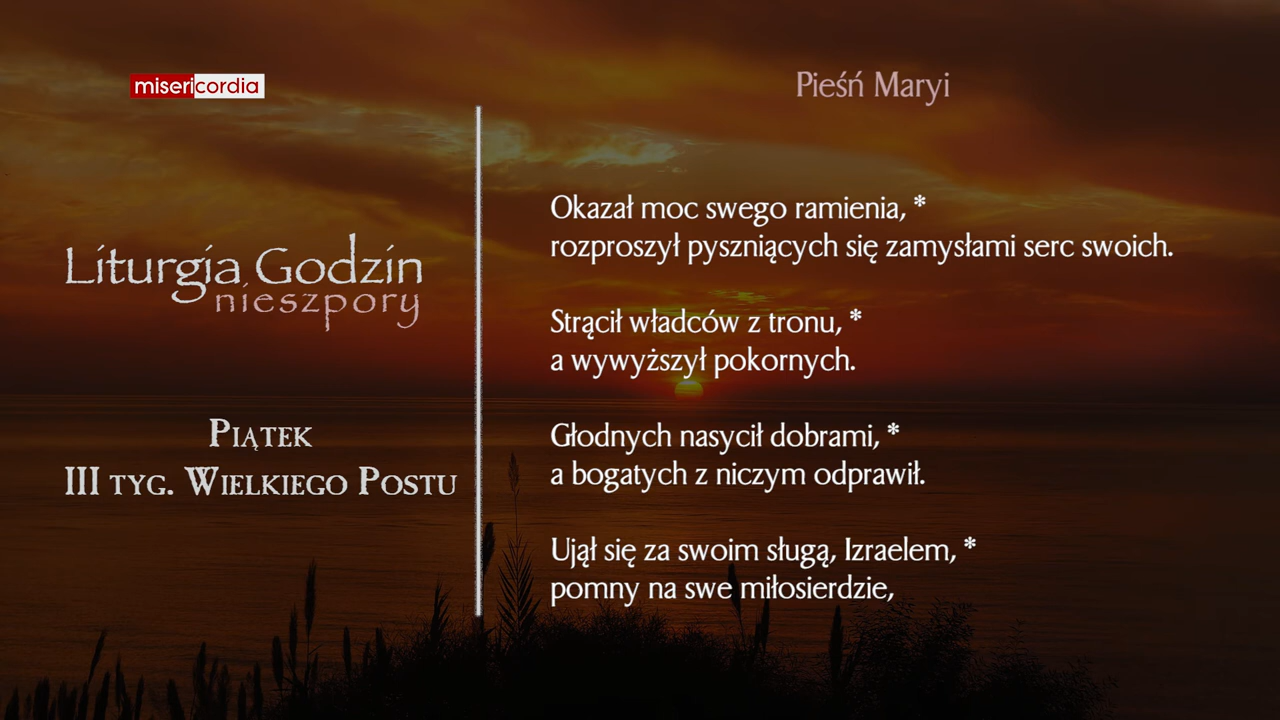 misericordia
Liturgia Godzin
nieszpory
Piątek
III tyg. Wielkiego Postu
Pieśń Maryi
Okazał moc swego ramienia, *
rozproszył pyszniących się zamysłami serc swoich.
Strącił władców z tronu, *
a wywyższył pokornych.
Głodnych nasycił dobrami, *
a bogatych z niczym odprawił.
Ujął się za swoim sługą, Izraelem, *
pomny na swe miłosierdzie,